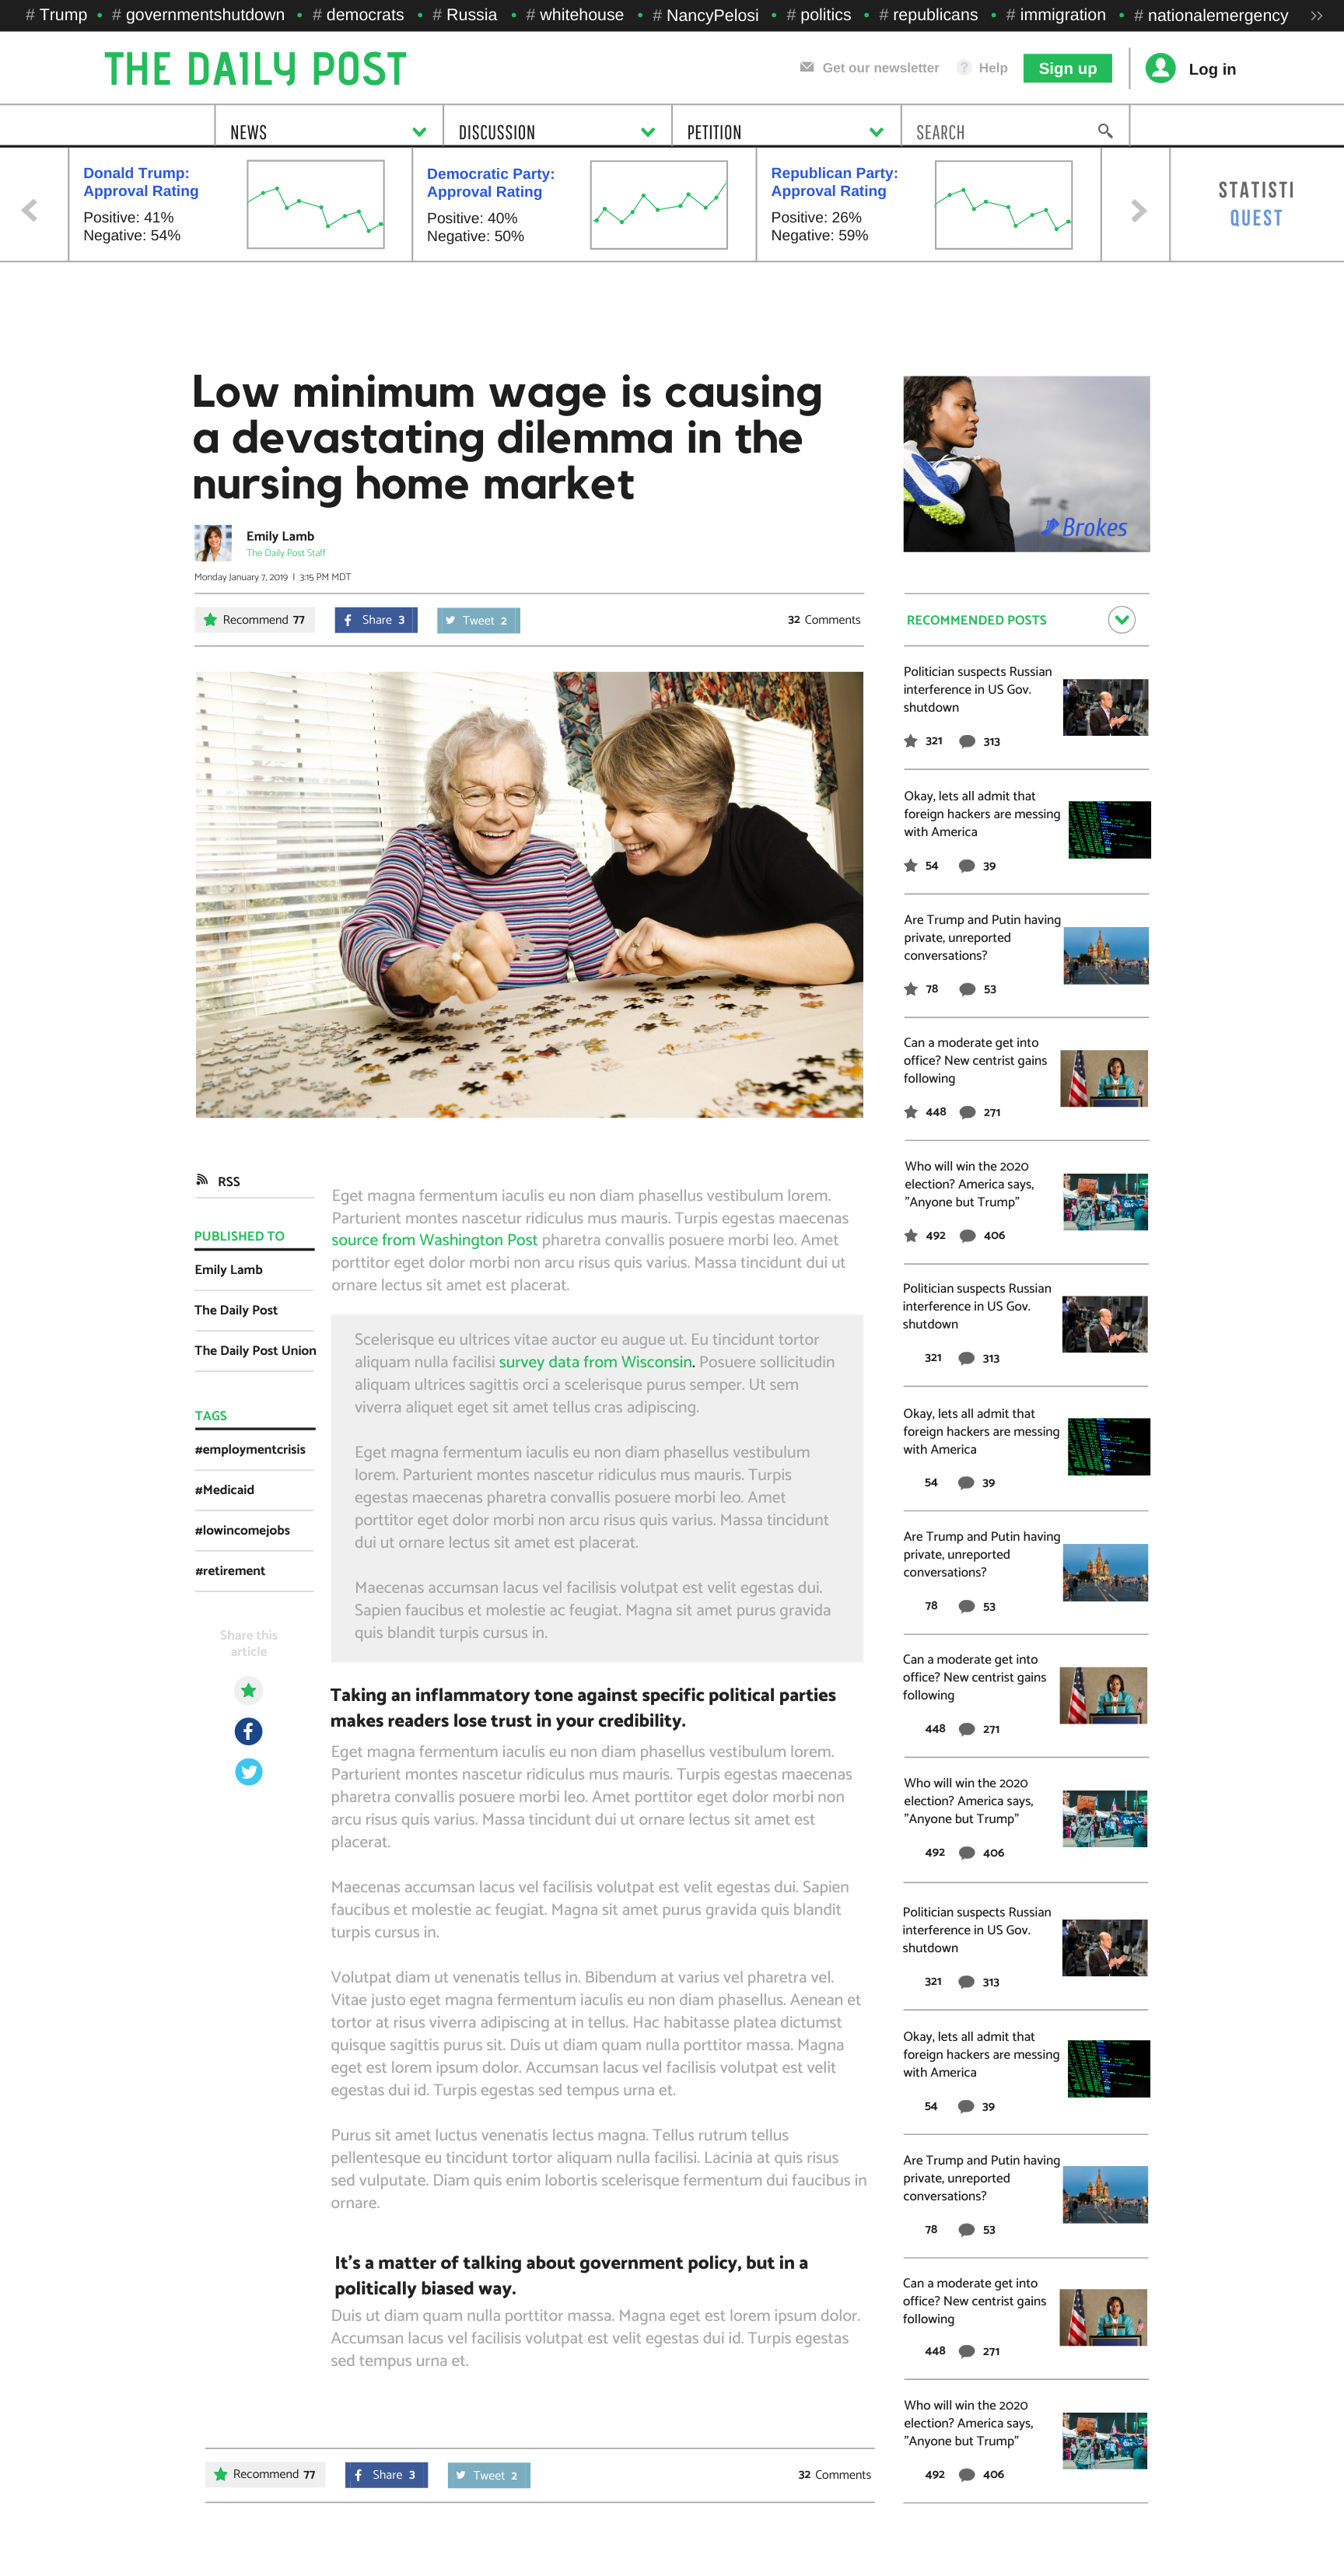 # Trump • # governmentshutdown • # democrats • # Russia • # whitehouse • # NancyPelosi • # politics • # republicans • # immigration • # nationalemergency »
THE DAILY POST
Get our newsletter ? Help Sign up Log in
NEWS DISCUSSION PETITION SEARCH
Donald Trump:
Approval Rating
Positive: 41%
Negative: 54%
Democratic Party:
Approval Rating
Positive: 40%
Negative: 50%
Republican Party:
Approval Rating
Positive: 26%
Negative: 59%
STATISTI
QUEST
Low minimum wage is causing
a devastating dilemma in the
nursing home market
Emily Lamb
The Daily Post Staff
Monday January 7, 2019 | 3:15 PM MDT
Recommend 77 Share 3 Tweet 2 32 Comments
RSS
PUBLISHED TO
Emily Lamb
The Daily Post
The Daily Post Union
TAGS
#employmentcrisis
#Medicaid
#lowincomejobs
#retirement
Share this
article
Eget magna fermentum iaculis eu non diam phasellus vestibulum lorem.
Parturient montes nascetur ridiculus mus mauris. Turpis egestas maecenas
source from Washington Post pharetra convallis posuere morbi leo. Amet
porttitor eget dolor morbi non arcu risus quis varius. Massa tincidunt dui ut
ornare lectus sit amet est placerat.
Scelerisque eu ultrices vitae auctor eu augue ut. Eu tincidunt tortor
aliquam nulla facilisi survey data from Wisconsin. Posuere sollicitudin
aliquam ultrices sagittis orci a scelerisque purus semper. Ut sem
viverra aliquet eget sit amet tellus cras adipiscing.
Eget magna fermentum iaculis eu non diam phasellus vestibulum
lorem. Parturient montes nascetur ridiculus mus mauris. Turpis
egestas maecenas pharetra convallis posuere morbi leo. Amet
porttitor eget dolor morbi non arcu risus quis varius. Massa tincidunt
dui ut ornare lectus sit amet est placerat.
Maecenas accumsan lacus vel facilisis volutpat est velit egestas dui.
Sapien faucibus et molestie ac feugiat. Magna sit amet purus gravida
quis blandit turpis cursus in.
Taking an inflammatory tone against specific political parties
makes readers lose trust in your credibility.
Eget magna fermentum iaculis eu non diam phasellus vestibulum lorem.
Parturient montes nascetur ridiculus mus mauris. Turpis egestas maecenas
pharetra convallis posuere morbi leo. Amet porttitor eget dolor morbi non
arcu risus quis varius. Massa tincidunt dui ut ornare lectus sit amet est
placerat.
Maecenas accumsan lacus vel facilisis volutpat est velit egestas dui. Sapien
faucibus et molestie ac feugiat. Magna sit amet purus gravida quis blandit
turpis cursus in.
Volutpat diam ut venenatis tellus in. Bibendum at varius vel pharetra vel.
Vitae justo eget magna fermentum iaculis eu non diam phasellus. Aenean et
tortor at risus viverra adipiscing at in tellus. Hac habitasse platea dictumst
quisque sagittis purus sit. Duis ut diam quam nulla porttitor massa. Magna
eget est lorem ipsum dolor. Accumsan lacus vel facilisis volutpat est velit
egestas dui id. Turpis egestas sed tempus urna et.
Purus sit amet luctus venenatis lectus magna. Tellus rutrum tellus
pellentesque eu tincidunt tortor aliquam nulla facilisi. Lacinia at quis risus
sed vulputate. Diam quis enim lobortis scelerisque fermentum dui faucibus in
ornare.
It's a matter of talking about government policy, but in a
politically biased way.
Duis ut diam quam nulla porttitor massa. Magna eget est lorem ipsum dolor.
Accumsan lacus vel facilisis volutpat est velit egestas dui id. Turpis egestas
sed tempus urna et.
Recommend 77 Share 3 Tweet 2 32 Comments
Brokes
RECOMMENDED POSTS
Politician suspects Russian
interference in US Gov.
shutdown
321 313
Okay, lets all admit that
foreign hackers are messing
with America
54 39
Are Trump and Putin having
private, unreported
conversations?
78 53
Can a moderate get into
office? New centrist gains
following
448 271
Who will win the 2020
election? America says,
"Anyone but Trump"
492 406
Politician suspects Russian
interference in US Gov.
shutdown
321 313
Okay, lets all admit that
foreign hackers are messing
with America
54 39
Are Trump and Putin having
private, unreported
conversations?
78 53
Can a moderate get into
office? New centrist gains
following
448 271
Who will win the 2020
election? America says,
"Anyone but Trump"
492 406
Politician suspects Russian
interference in US Gov.
shutdown
321 313
Okay, lets all admit that
foreign hackers are messing
with America
54 39
Are Trump and Putin having
private, unreported
conversations?
78 53
Can a moderate get into
office? New centrist gains
following
448 271
Who will win the 2020
election? America says,
"Anyone but Trump"
492 406